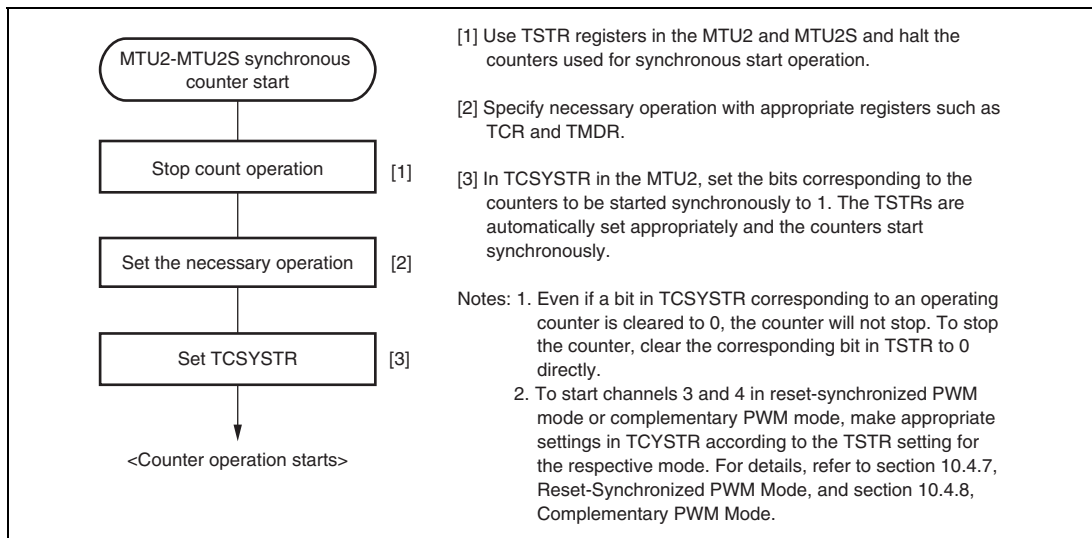 MTU2-MTU2S synchronous
counter start
Stop count operation
[1]
Set the necessary operation
[2]
Set TCSYSTR
[3]
<Counter operation starts>
[1] Use TSTR registers in the MTU2 and MTU2S and halt the
counters used for synchronous start operation.
[2] Specify necessary operation with appropriate registers such as
TCR and TMDR.
[3] In TCSYSTR in the MTU2, set the bits corresponding to the
counters to be started synchronously to 1. The TSTRs are
automatically set appropriately and the counters start
synchronously.
Notes: 1. Even if a bit in TCSYSTR corresponding to an operating
counter is cleared to 0, the counter will not stop. To stop
the counter, clear the corresponding bit in TSTR to 0
directly.
2. To start channels 3 and 4 in reset-synchronized PWM
mode or complementary PWM mode, make appropriate
settings in TCYSTR according to the TSTR setting for
the respective mode. For details, refer to section 10.4.7,
Reset-Synchronized PWM Mode, and section 10.4.8,
Complementary PWM Mode.